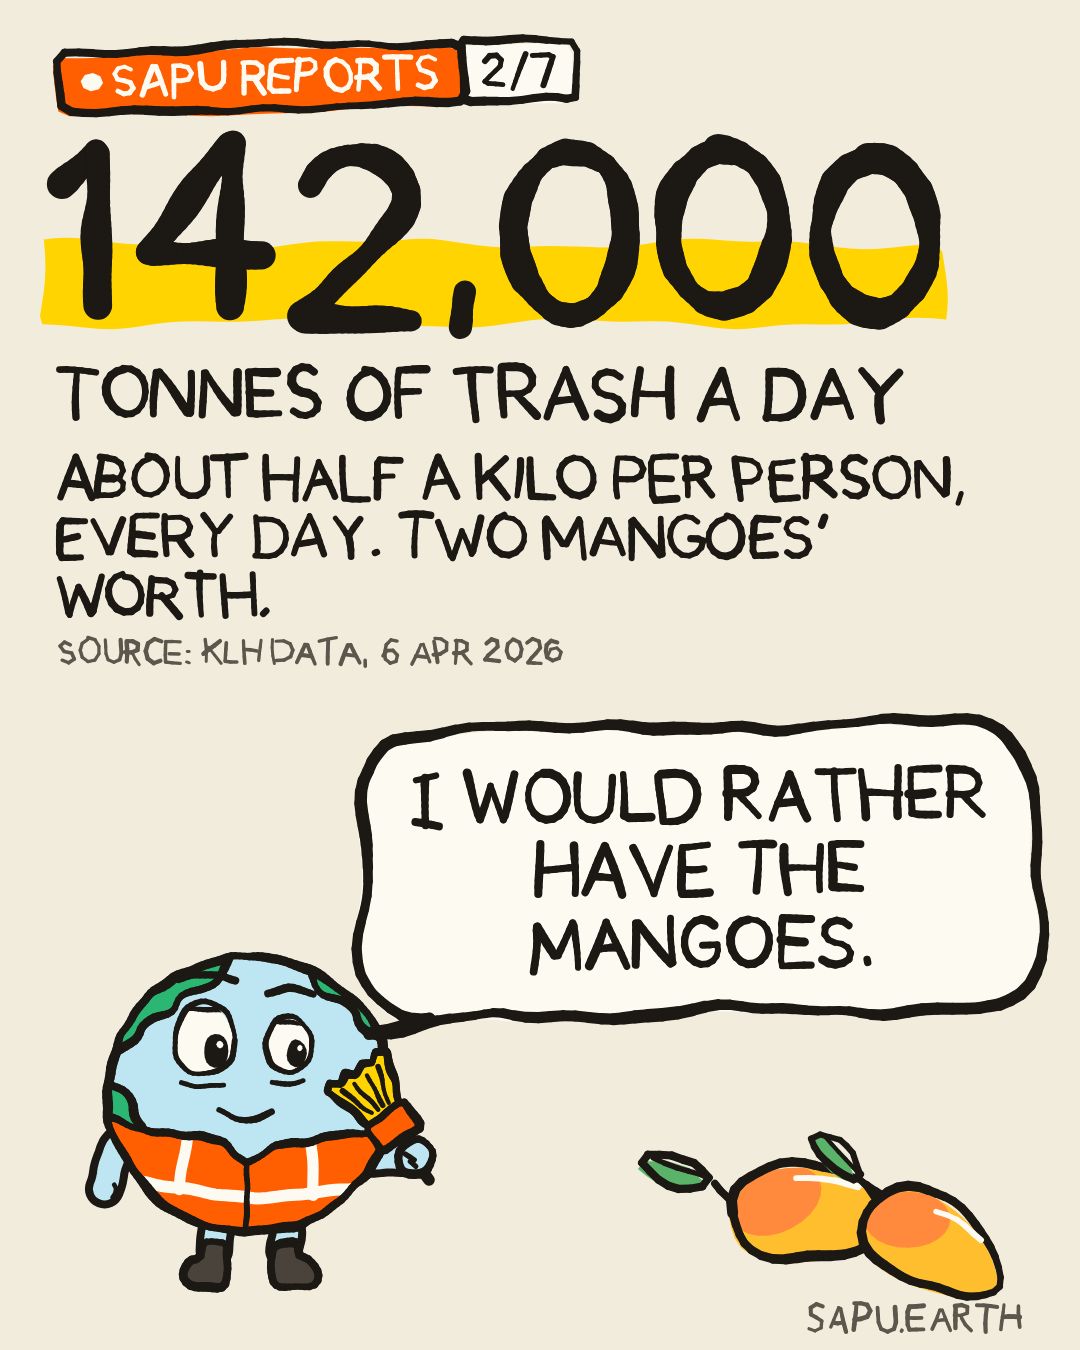 • SAPU REPORTS 2/7
142,000
TONNES OF TRASH A DAY
ABOUT HALF A KILO PER PERSON,
EVERY DAY. TWO MANGOES’
WORTH.
SOURCE: KLH DATA, 6 APR 2026
I WOULD RATHER
HAVE THE
MANGOES.
SAPU.EARTH